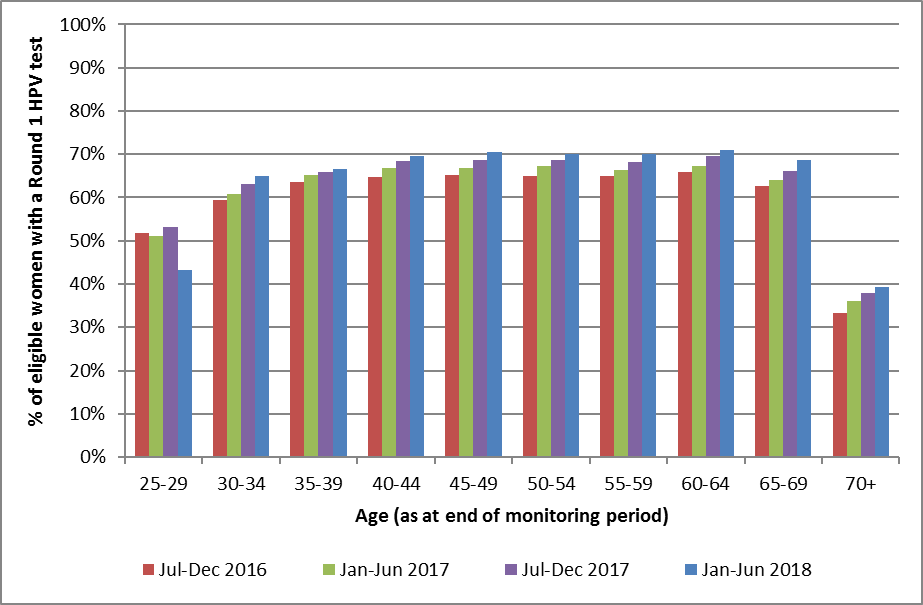 % of eligible women with a Round 1 HPV test
100%
90%
80%
70%
60%
50%
40%
30%
20%
10%
0%
25-29 30-34 35-39 40-44 45-49 50-54 55-59 60-64 65-69 70+
Age (as at end of monitoring period)
Jul-Dec 2016 Jan-Jun 2017 Jul-Dec 2017 Jan-Jun 2018